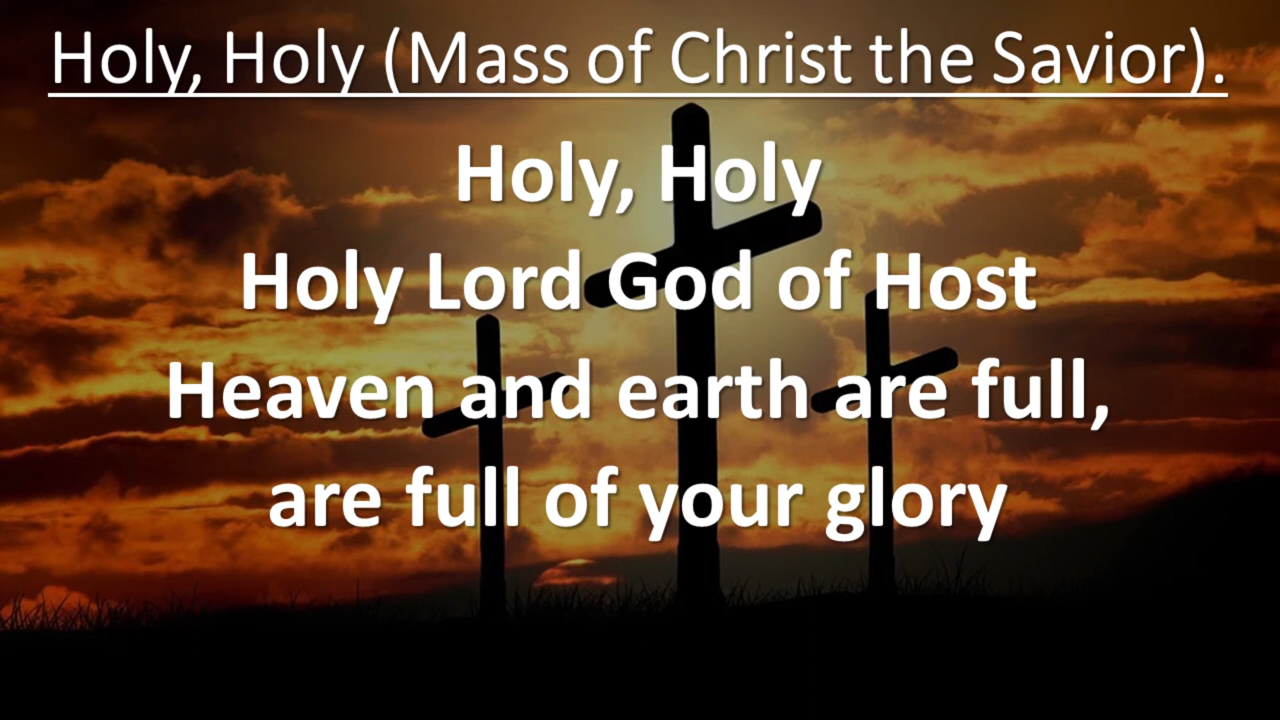 Holy, Holy (Mass of Christ the Savior).
Holy, Holy
Holy Lord God of Host
Heaven and earth are full,
are full of your glory